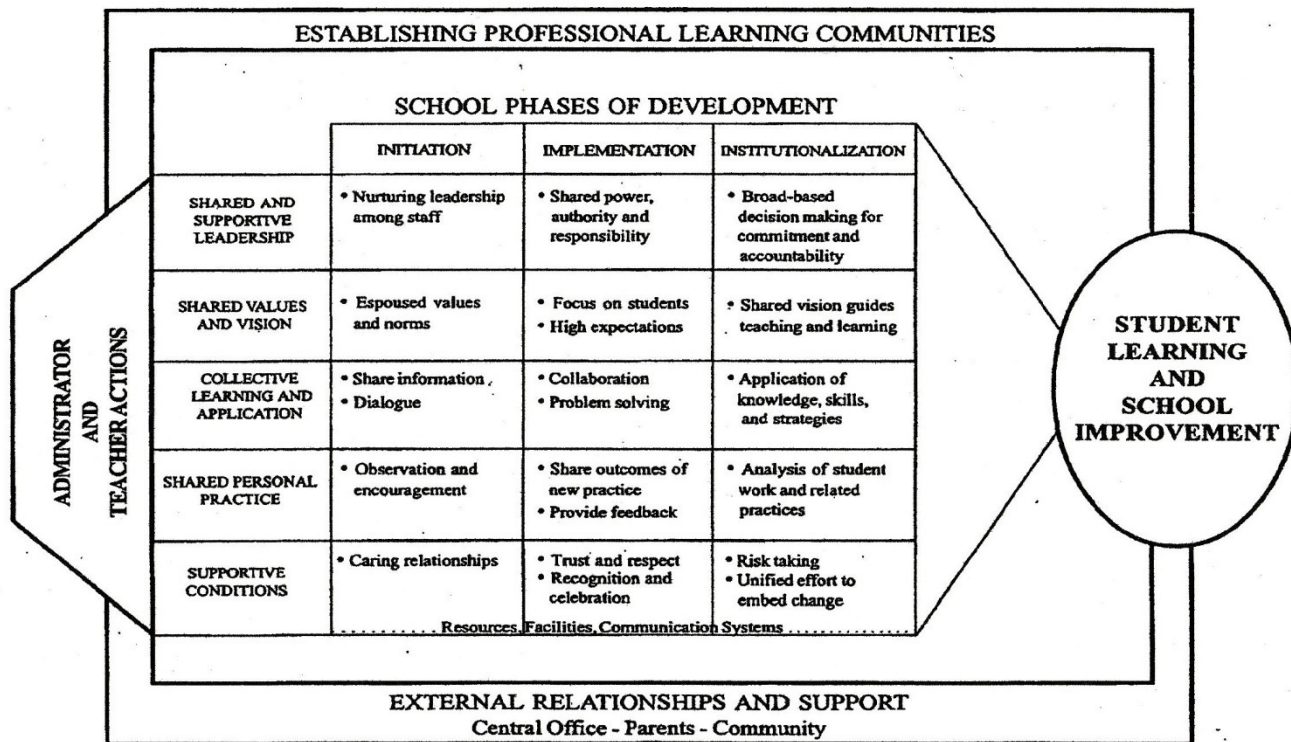 ESTABLISHING PROFESSIONAL LEARNING COMMUNITIES
SCHOOL PHASES OF DEVELOPMENT
INITIATION
IMPLEMENTATION
INSTITUTIONALIZATION
ADMINISTRATOR
AND
TEACHER ACTIONS
SHARED AND
SUPPORTIVE
LEADERSHIP
• Nurturing leadership
among staff
• Shared power,
authority and
responsibility
• Broad-based
decision making for
commitment and
accountability
SHARED VALUES
AND VISION
• Espoused values
and norms
• Focus on students
• High expectations
• Shared vision guides
teaching and learning
COLLECTIVE
LEARNING AND
APPLICATION
• Share information
• Dialogue
• Collaboration
• Problem solving
• Application of
knowledge, skills,
and strategies
SHARED PERSONAL
PRACTICE
• Observation and
encouragement
• Share outcomes of
new practice
• Provide feedback
• Analysis of student
work and related
practices
SUPPORTIVE
CONDITIONS
• Caring relationships
• Trust and respect
• Recognition and
celebration
• Risk taking
• Unified effort to
embed change
Resources, Facilities, Communication Systems
STUDENT
LEARNING
AND
SCHOOL
IMPROVEMENT
EXTERNAL RELATIONSHIPS AND SUPPORT
Central Office - Parents - Community